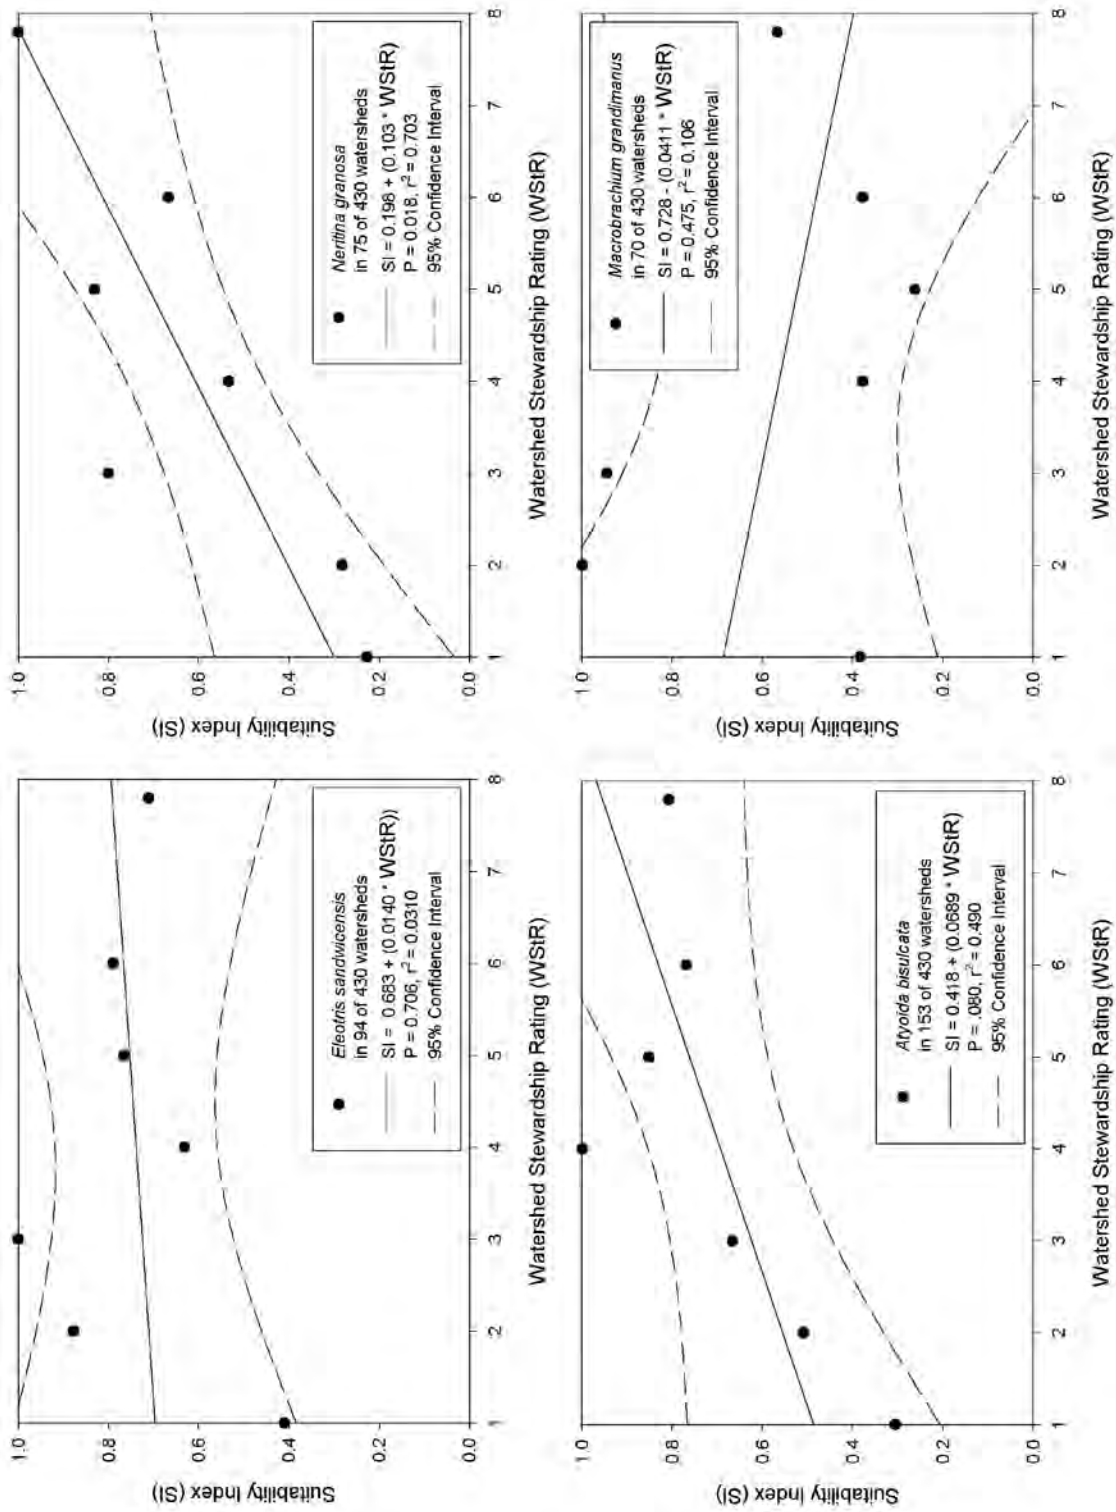 Suitability Index (SI)
1.0
0.8
0.6
0.4
0.2
0.0
Eleotris sandwicensis
in 94 of 430 watersheds
SI = 0.683 + (0.0140 * WStR))
P = 0.706, r² = 0.0310
95% Confidence Interval
1 2 3 4 5 6 7 8
Watershed Stewardship Rating (WStR)
Suitability Index (SI)
1.0
0.8
0.6
0.4
0.2
0.0
Neritina granosa
in 75 of 430 watersheds
SI = 0.198 + (0.103 * WStR)
P = 0.018, r² = 0.703
95% Confidence Interval
1 2 3 4 5 6 7 8
Watershed Stewardship Rating (WStR)
Suitability Index (SI)
1.0
0.8
0.6
0.4
0.2
0.0
Atyoida bisulcata
in 153 of 430 watersheds
SI = 0.418 + (0.0689 * WStR)
P = .080, r² = 0.490
95% Confidence Interval
1 2 3 4 5 6 7 8
Watershed Stewardship Rating (WStR)
Suitability Index (SI)
1.0
0.8
0.6
0.4
0.2
0.0
Macrobrachium grandimanus
in 70 of 430 watersheds
SI = 0.728 - (0.0411 * WStR)
P = 0.475, r² = 0.106
95% Confidence Interval
1 2 3 4 5 6 7 8
Watershed Stewardship Rating (WStR)